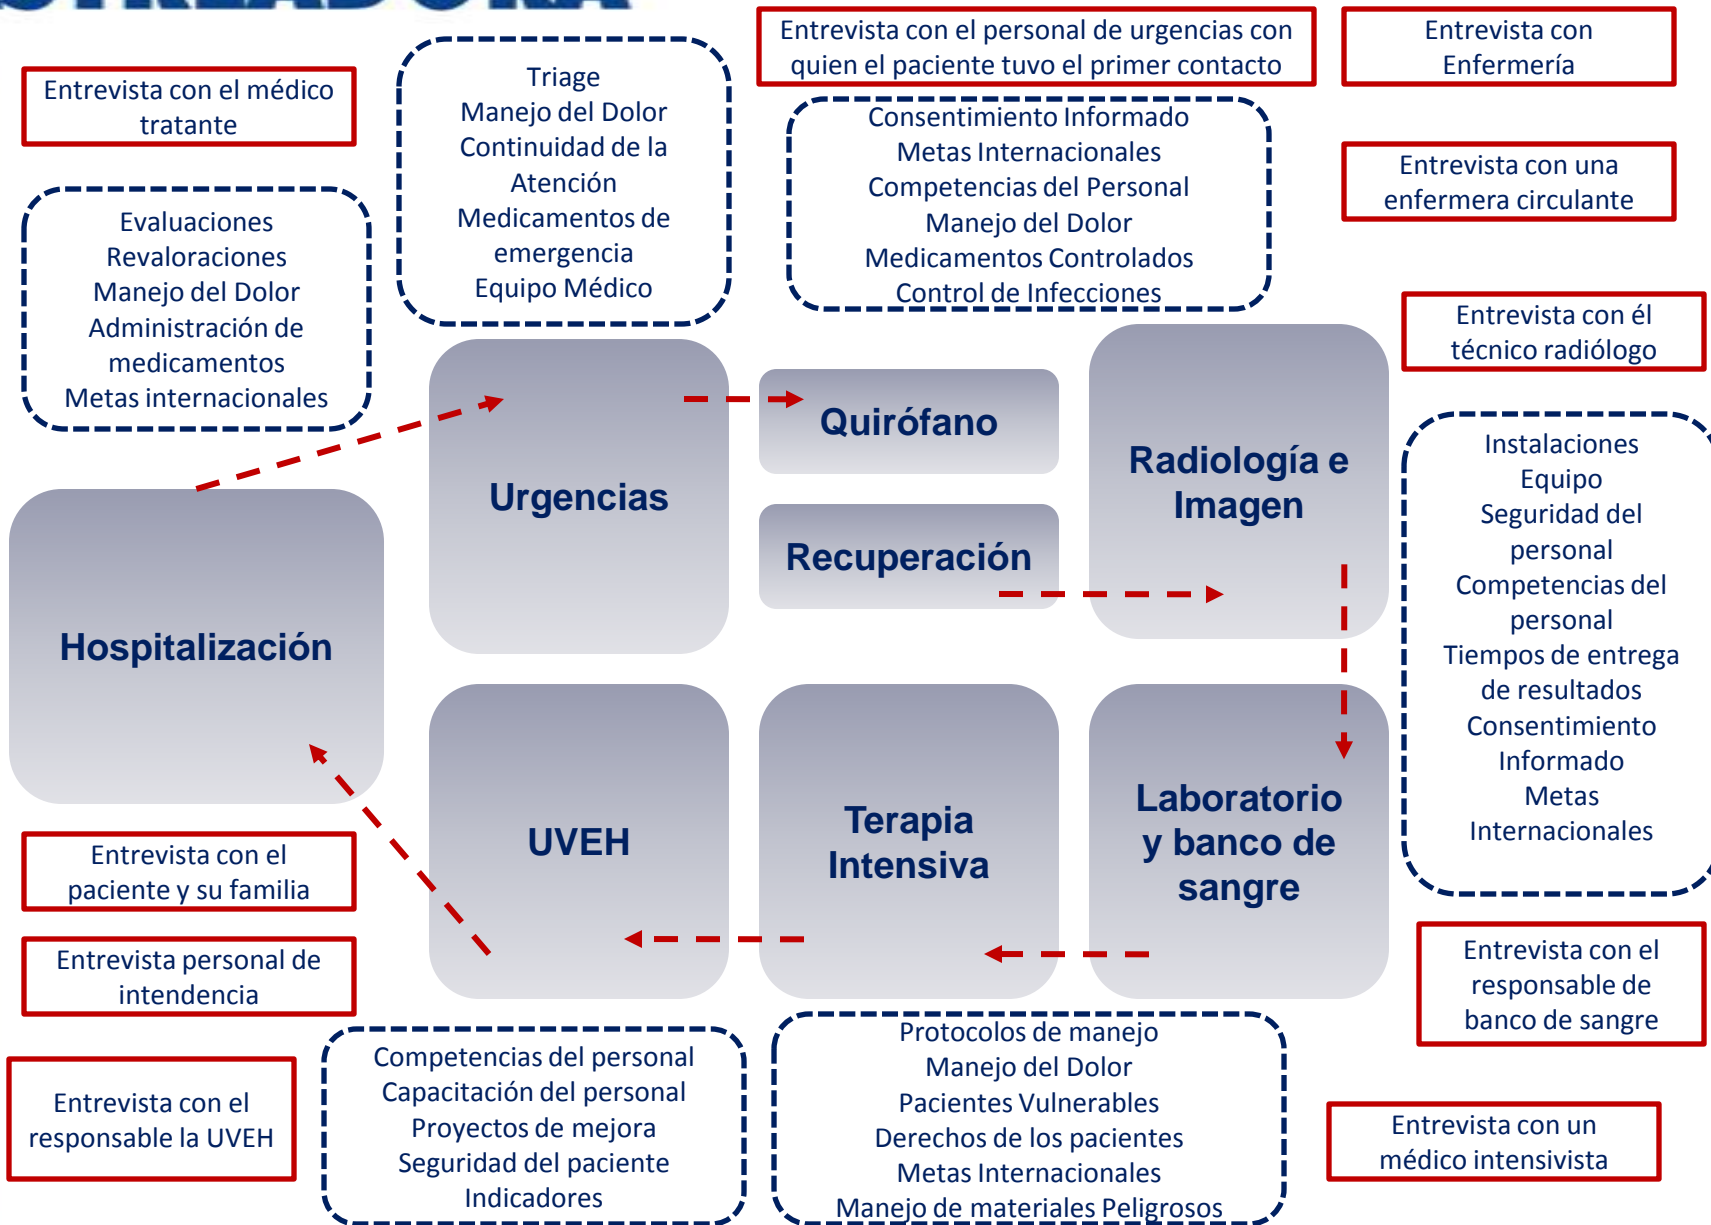 Entrevista con el médico
tratante
Evaluaciones
Revaloraciones
Manejo del Dolor
Administración de
medicamentos
Metas internacionales
Triage
Manejo del Dolor
Continuidad de la
Atención
Medicamentos de
emergencia
Equipo Médico
Entrevista con el personal de urgencias con
quien el paciente tuvo el primer contacto
Consentimiento Informado
Metas Internacionales
Competencias del Personal
Manejo del Dolor
Medicamentos Controlados
Control de Infecciones
Entrevista con
Enfermería
Entrevista con una
enfermera circulante
Entrevista con él
técnico radiólogo
Hospitalización
Urgencias
Quirófano
Recuperación
Radiología e
Imagen
Instalaciones
Equipo
Seguridad del
personal
Competencias del
personal
Tiempos de entrega
de resultados
Consentimiento
Informado
Metas
Internacionales
UVEH
Terapia
Intensiva
Laboratorio
y banco de
sangre
Entrevista con el
paciente y su familia
Entrevista personal de
intendencia
Entrevista con el
responsable la UVEH
Competencias del personal
Capacitación del personal
Proyectos de mejora
Seguridad del paciente
Indicadores
Protocolos de manejo
Manejo del Dolor
Pacientes Vulnerables
Derechos de los pacientes
Metas Internacionales
Manejo de materiales Peligrosos
Entrevista con el
responsable de
banco de sangre
Entrevista con un
médico intensivista